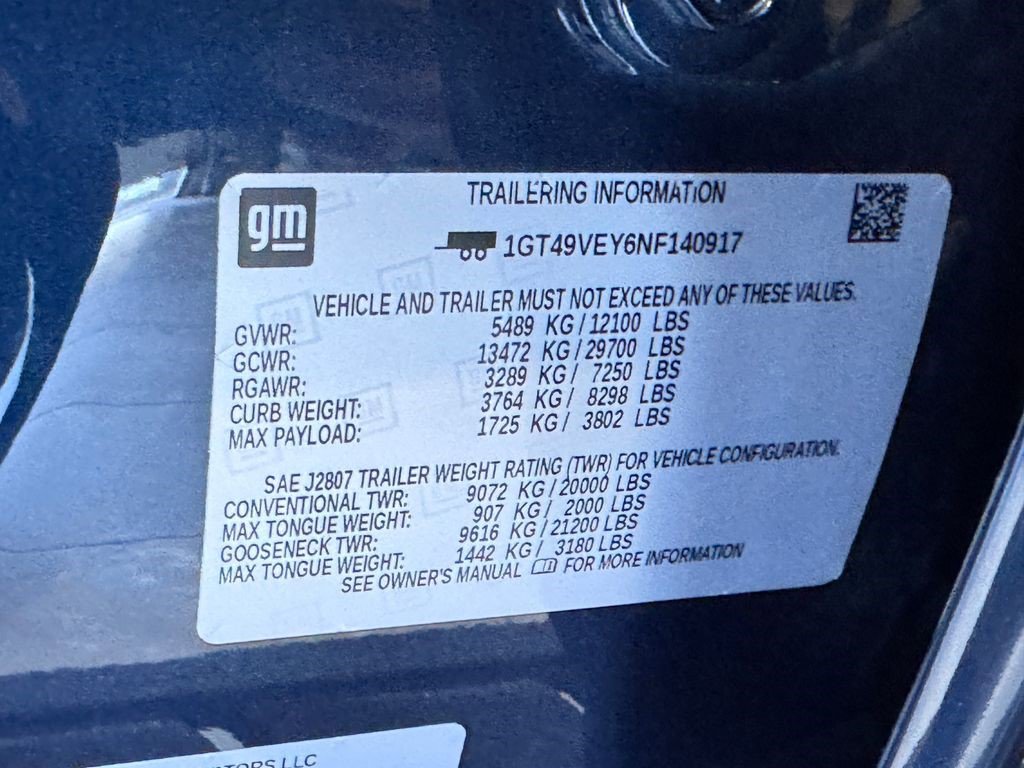 gm
TRAILERING INFORMATION
1GT49VEY6NF140917
VEHICLE AND TRAILER MUST NOT EXCEED ANY OF THESE VALUES.
GVWR: 5489 KG/12100 LBS
GCWR: 13472 KG/29700 LBS
RGAWR: 3289 KG/ 7250 LBS
CURB WEIGHT: 3764 KG/ 8298 LBS
MAX PAYLOAD: 1725 KG/ 3802 LBS
SAE J2807 TRAILER WEIGHT RATING (TWR) FOR VEHICLE CONFIGURATION.
CONVENTIONAL TWR: 9072 KG/20000 LBS
MAX TONGUE WEIGHT: 907 KG/ 2000 LBS
GOOSENECK TWR: 9616 KG/21200 LBS
MAX TONGUE WEIGHT: 1442 KG/ 3180 LBS
SEE OWNER'S MANUAL FOR MORE INFORMATION
LLC